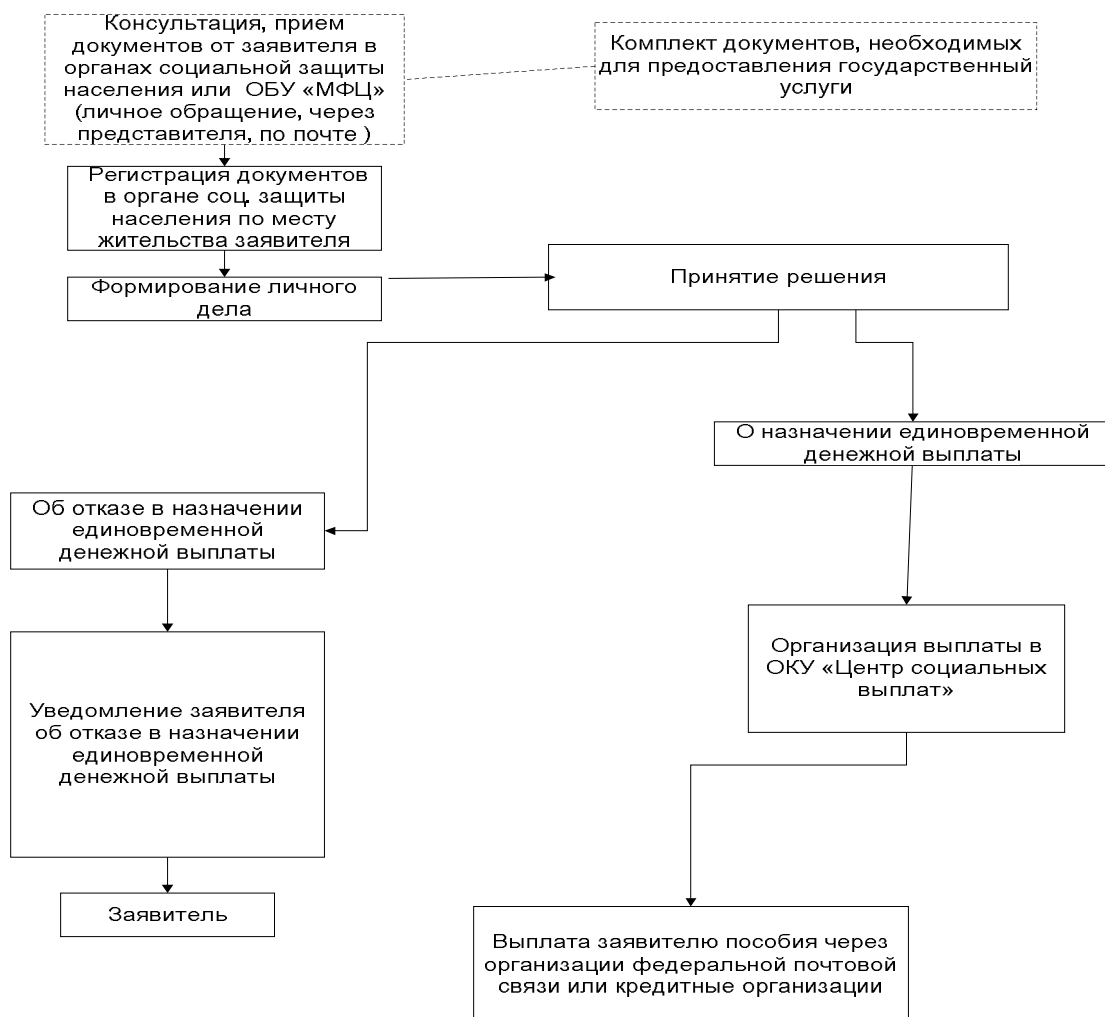 Консультация, прием
документов от заявителя в
органах социальной защиты
населения или ОБУ «МФЦ»
(личное обращение, через
представителя, по почте )
Комплект документов, необходимых
для предоставления государственный
услуги
Регистрация документов
в органе соц. защиты
населения по месту
жительства заявителя
Формирование личного
дела
Принятие решения
О назначении единовременной
денежной выплаты
Об отказе в назначении
единовременной
денежной выплаты
Организация выплаты в
ОКУ «Центр социальных
выплат»
Уведомление заявителя
об отказе в назначении
единовременной
денежной выплаты
Заявитель
Выплата заявителю пособия через
организации федеральной почтовой
связи или кредитные организации